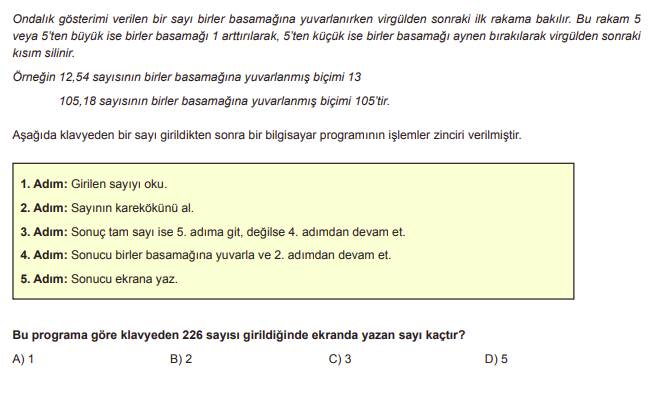 Ondalık gösterimi verilen bir sayı birler basamağına yuvarlanırken virgülden sonraki ilk rakama bakılır. Bu rakam 5
veya 5'ten büyük ise birler basamağı 1 arttırılarak, 5'ten küçük ise birler basamağı aynen bırakılarak virgülden sonraki
kısım silinir.
Örneğin 12,54 sayısının birler basamağına yuvarlanmış biçimi 13
105,18 sayısının birler basamağına yuvarlanmış biçimi 105'tir.
Aşağıda klavyeden bir sayı girildikten sonra bir bilgisayar programının işlemler zinciri verilmiştir.
1. Adım: Girilen sayıyı oku.
2. Adım: Sayının karekökünü al.
3. Adım: Sonuç tam sayı ise 5. adıma git, değilse 4. adımdan devam et.
4. Adım: Sonucu birler basamağına yuvarla ve 2. adımdan devam et.
5. Adım: Sonucu ekrana yaz.
Bu programa göre klavyeden 226 sayısı girildiğinde ekranda yazan sayı kaçtır?
A) 1 B) 2 C) 3 D) 5